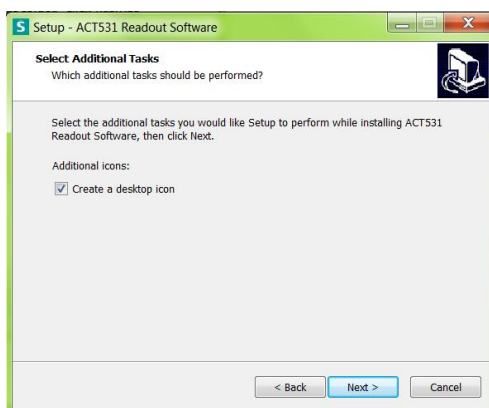 S Setup - ACT531 Readout Software
Select Additional Tasks
Which additional tasks should be performed?
Select the additional tasks you would like Setup to perform while installing ACT531
Readout Software, then click Next.
Additional icons:
Create a desktop icon
< Back Next > Cancel